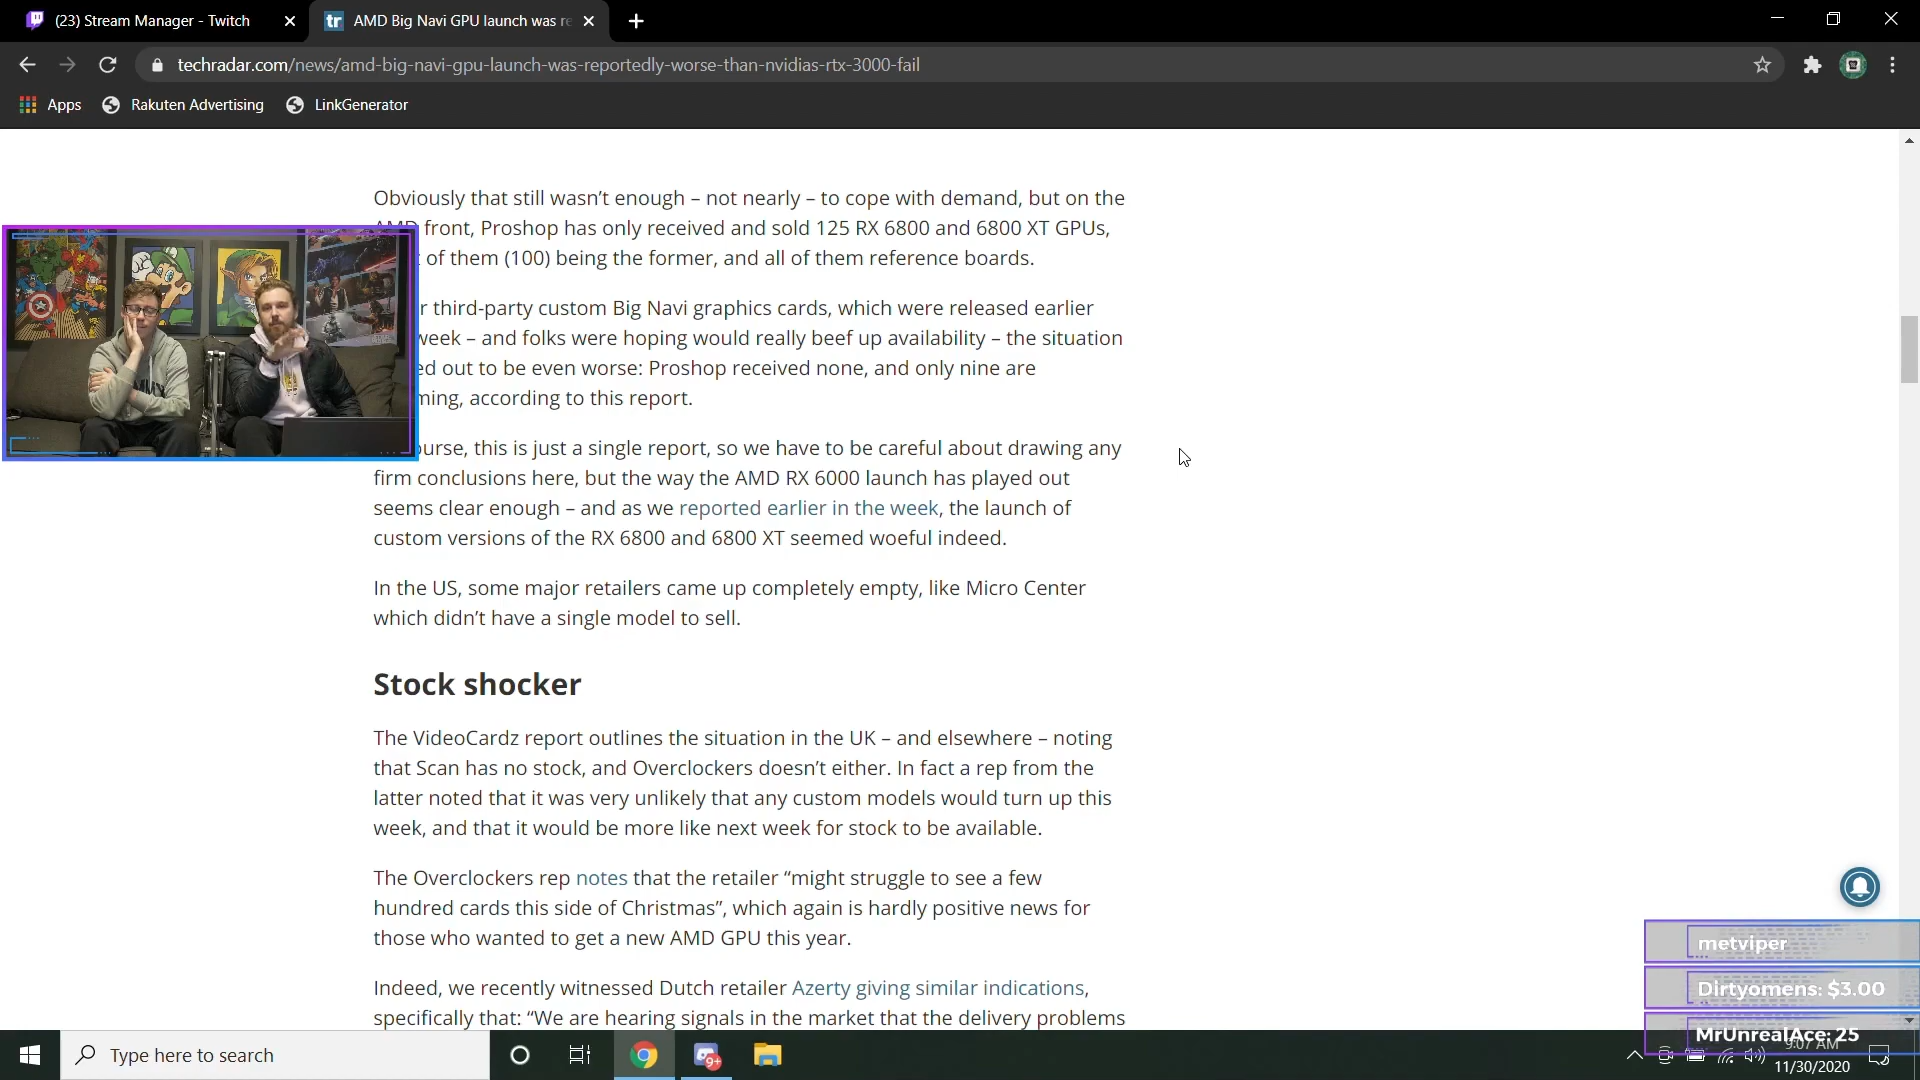 (23) Stream Manager - Twitch
AMD Big Navi GPU launch was re
techradar.com/news/amd-big-navi-gpu-launch-was-reportedly-worse-than-nvidias-rtx-3000-fail
Apps
Rakuten Advertising
LinkGenerator
Obviously that still wasn’t enough – not nearly – to cope with demand, but on the
AMD front, Proshop has only received and sold 125 RX 6800 and 6800 XT GPUs,
of them (100) being the former, and all of them reference boards.
third-party custom Big Navi graphics cards, which were released earlier
week – and folks were hoping would really beef up availability – the situation
out to be even worse: Proshop received none, and only nine are
according to this report.
this is just a single report, so we have to be careful about drawing any
firm conclusions here, but the way the AMD RX 6000 launch has played out
seems clear enough – and as we reported earlier in the week, the launch of
custom versions of the RX 6800 and 6800 XT seemed woeful indeed.
In the US, some major retailers came up completely empty, like Micro Center
which didn’t have a single model to sell.
Stock shocker
The VideoCardz report outlines the situation in the UK – and elsewhere – noting
that Scan has no stock, and Overclockers doesn’t either. In fact a rep from the
latter noted that it was very unlikely that any custom models would turn up this
week, and that it would be more like next week for stock to be available.
The Overclockers rep notes that the retailer “might struggle to see a few
hundred cards this side of Christmas”, which again is hardly positive news for
those who wanted to get a new AMD GPU this year.
Indeed, we recently witnessed Dutch retailer Azerty giving similar indications,
specifically that: “We are hearing signals in the market that the delivery problems
metviper
Dirtyomens: $3.00
MrUnrealAce: 25
Type here to search
9+
9:07 AM
11/30/2020